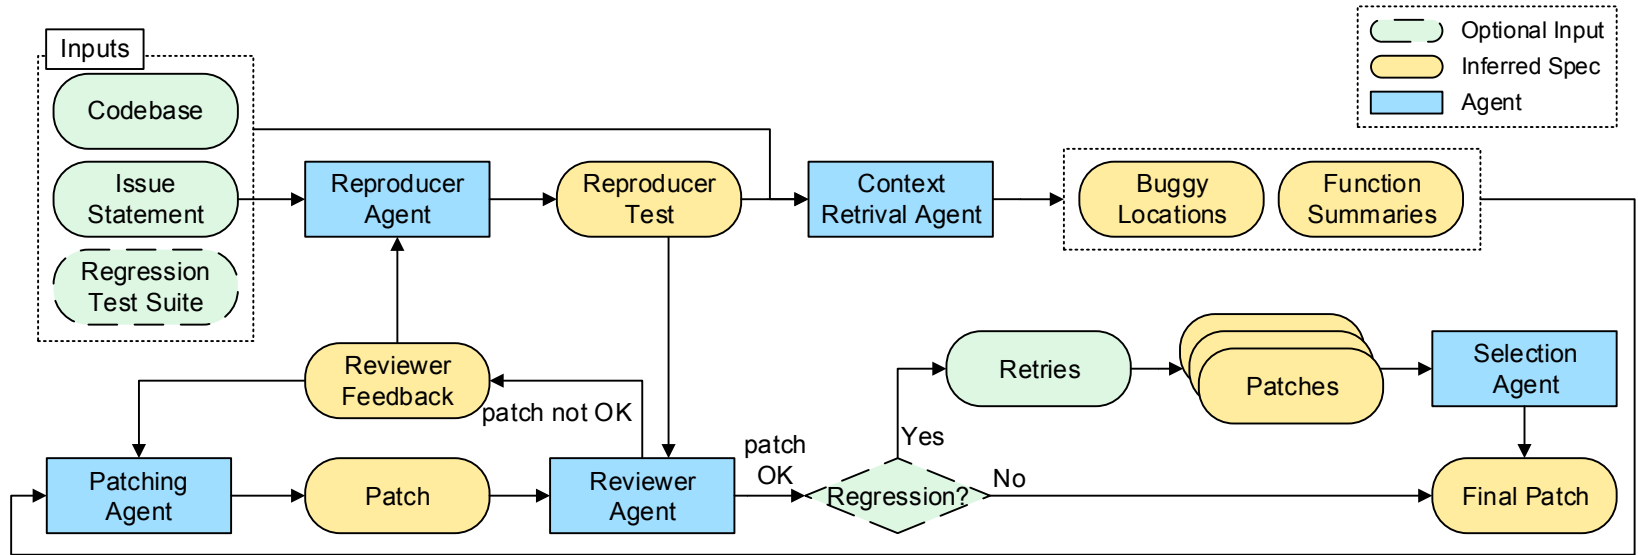 Inputs
Codebase
Issue
Statement
Regression
Test Suite
Reproducer
Agent
Reproducer
Test
Context
Retrival Agent
Buggy
Locations
Function
Summaries
Optional Input
Inferred Spec
Agent
Reviewer
Feedback
patch not OK
Patching
Agent
Patch
Reviewer
Agent
patch
OK
Regression?
Yes
No
Retries
Patches
Selection
Agent
Final Patch